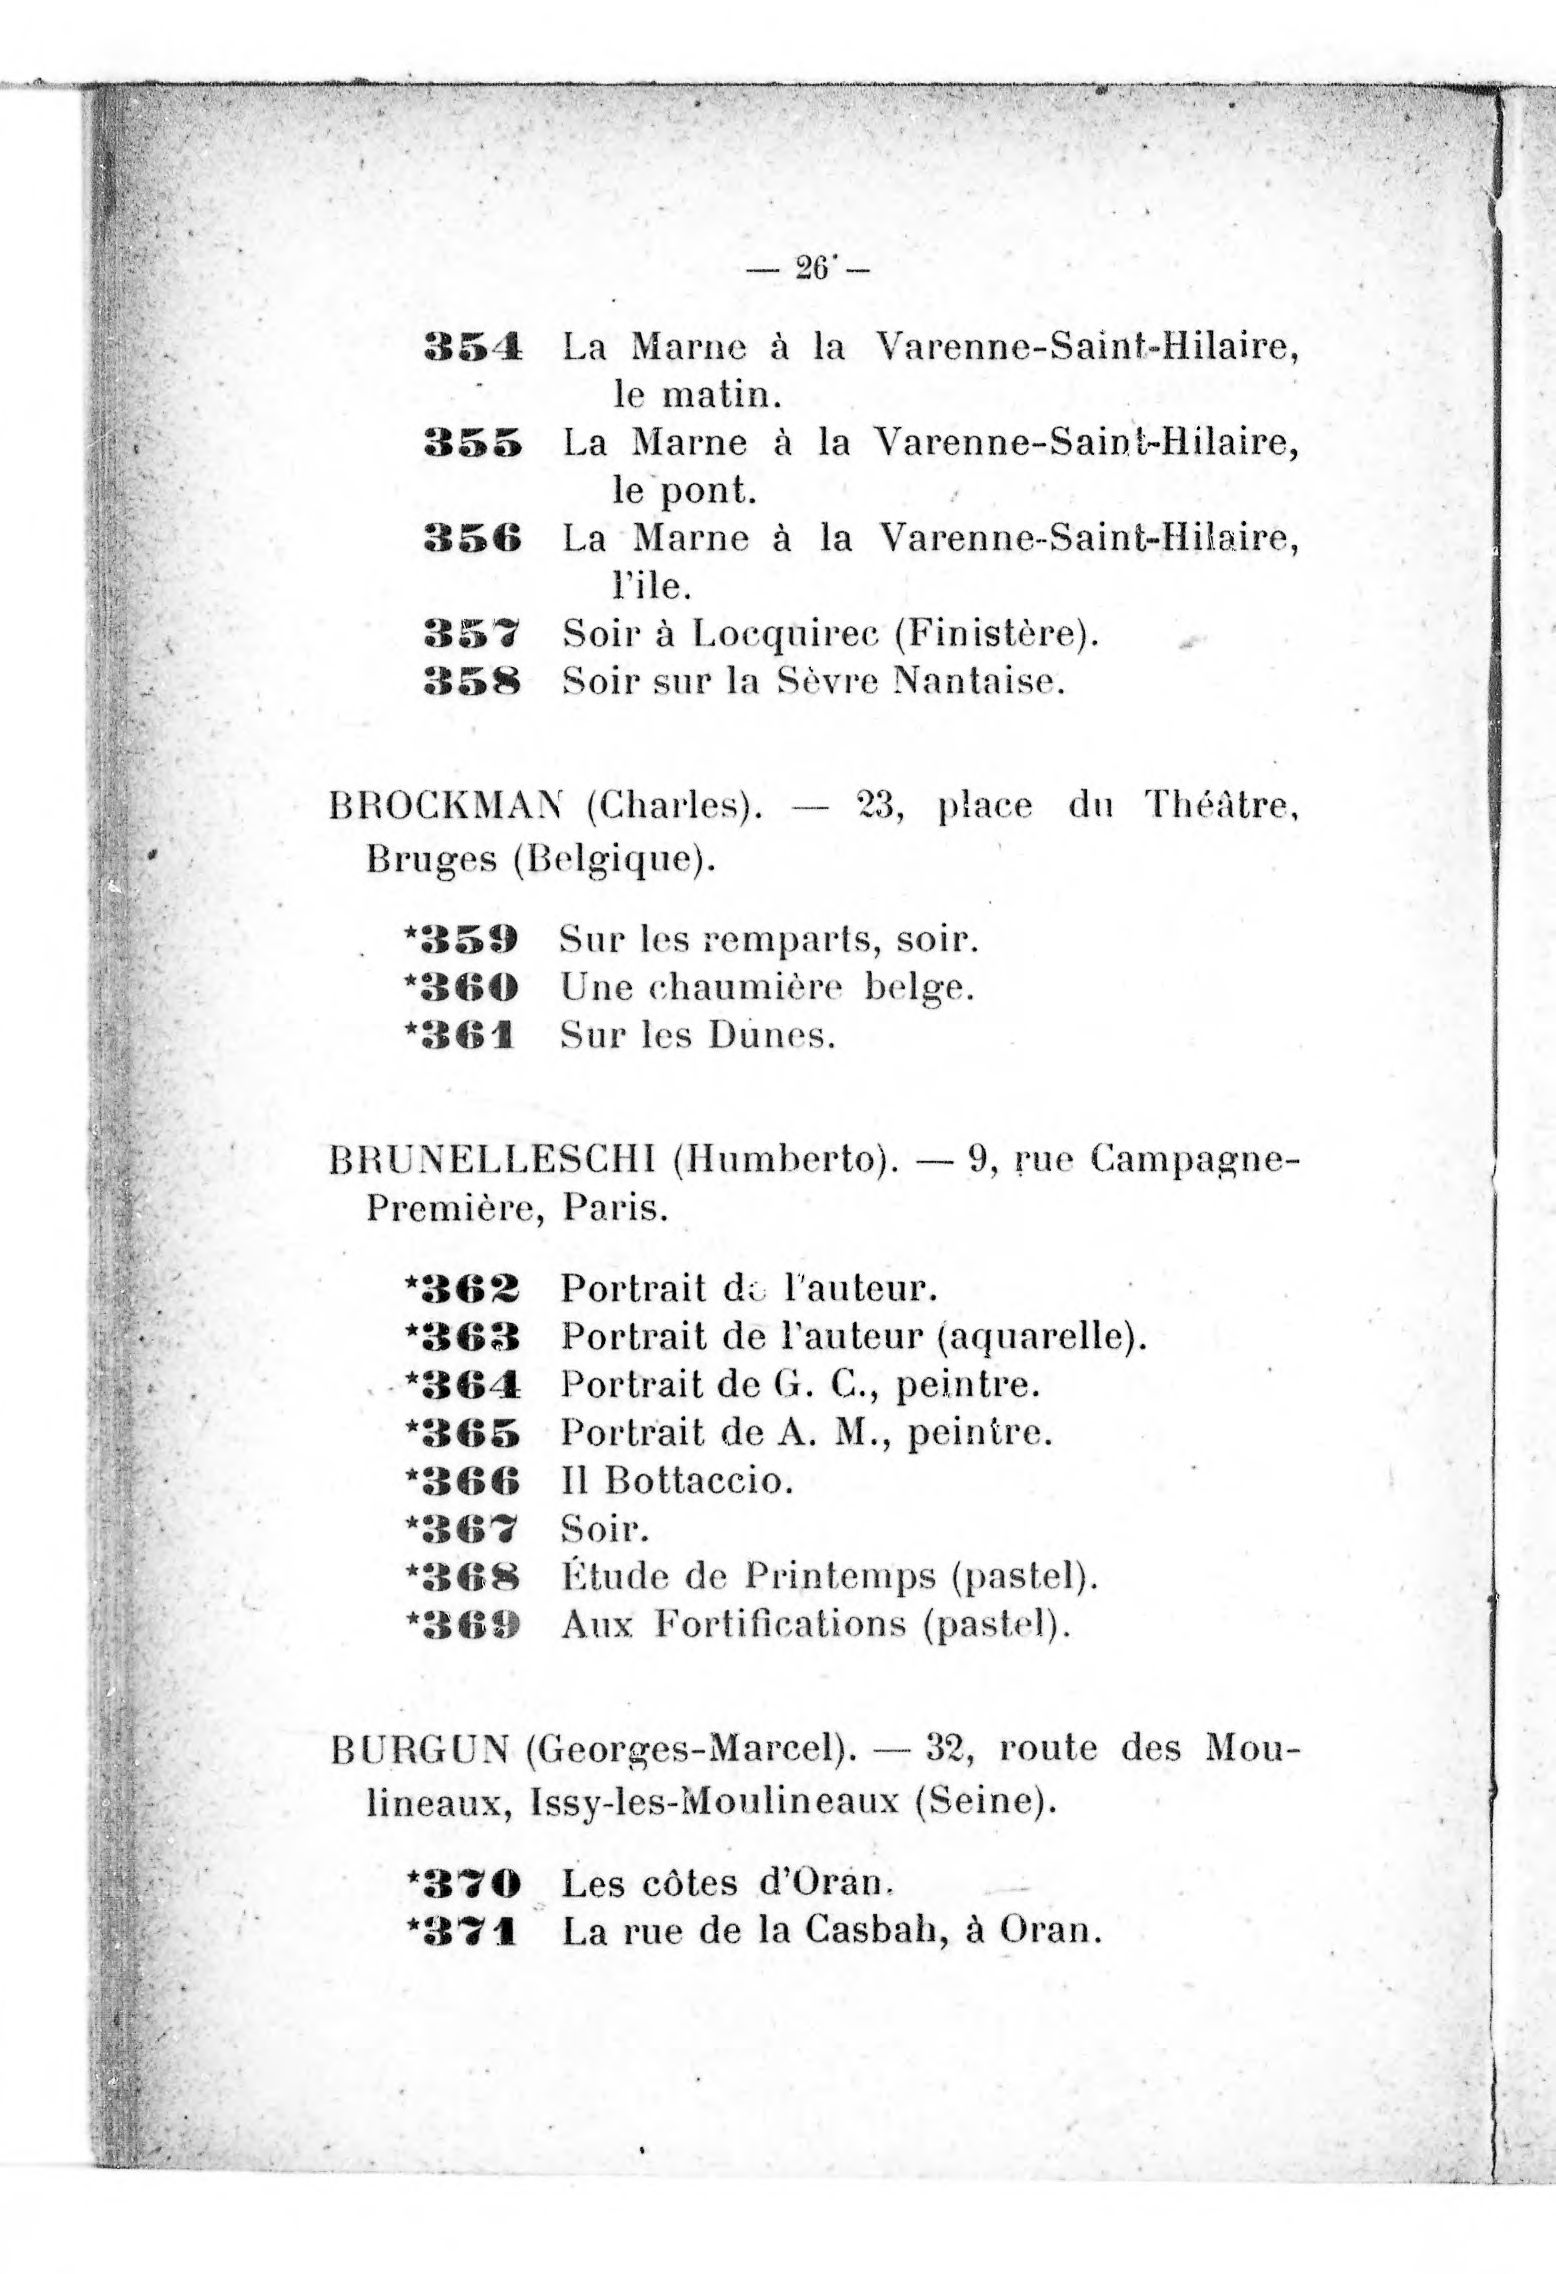 — 26 —
354 La Marne à la Varenne-Saint-Hilaire,
le matin.
355 La Marne à la Varenne-Saint-Hilaire,
le pont.
356 La Marne à la Varenne-Saint-Hilaire,
l'ile.
357 Soir à Locquirec (Finistère).
358 Soir sur la Sèvre Nantaise.
BROCKMAN (Charles). — 23, place du Théâtre,
Bruges (Belgique).
*359 Sur les remparts, soir.
*360 Une chaumière belge.
*361 Sur les Dunes.
BRUNELLESCHI (Humberto). — 9, rue Campagne-
Première, Paris.
*362 Portrait de l'auteur.
*363 Portrait de l'auteur (aquarelle).
*364 Portrait de G. C., peintre.
*365 Portrait de A. M., peintre.
*366 Il Bottaccio.
*367 Soir.
*368 Étude de Printemps (pastel).
*369 Aux Fortifications (pastel).
BURGUN (Georges-Marcel). — 32, route des Mou-
lineaux, Issy-les-Moulineaux (Seine).
*370 Les côtes d'Oran.
*371 La rue de la Casbah, à Oran.